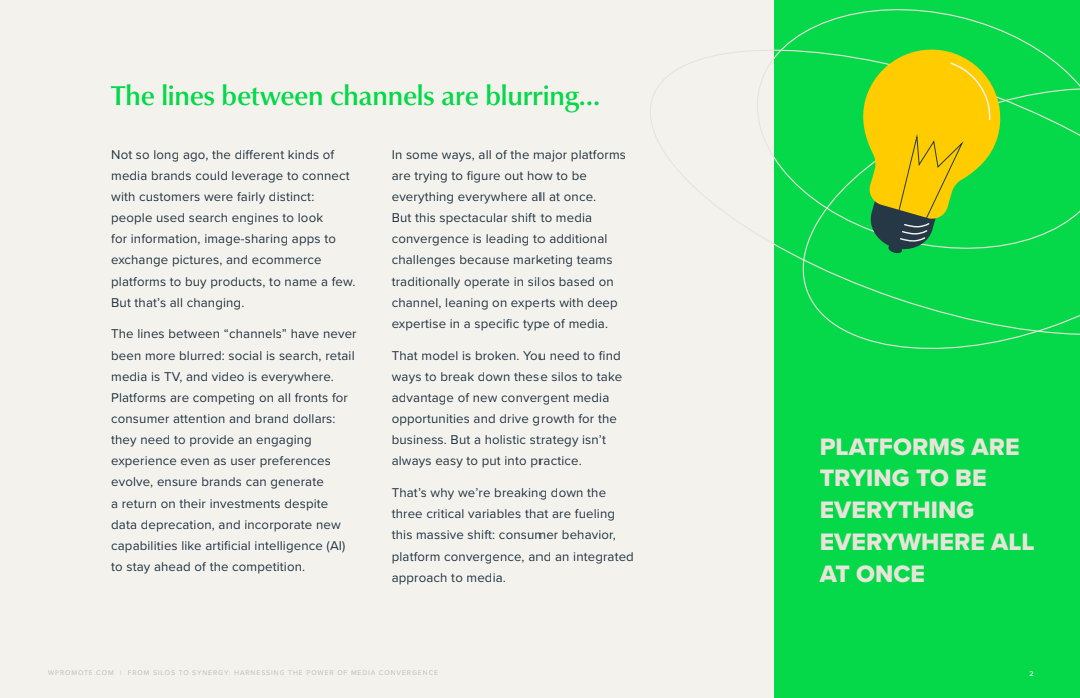 The lines between channels are blurring...
Not so long ago, the different kinds of
media brands could leverage to connect
with customers were fairly distinct:
people used search engines to look
for information, image-sharing apps to
exchange pictures, and ecommerce
platforms to buy products, to name a few.
But that's all changing.
The lines between “channels” have never
been more blurred: social is search, retail
media is TV, and video is everywhere.
Platforms are competing on all fronts for
consumer attention and brand dollars:
they need to provide an engaging
experience even as user preferences
evolve, ensure brands can generate
a return on their investments despite
data deprecation, and incorporate new
capabilities like artificial intelligence (AI)
to stay ahead of the competition.
In some ways, all of the major platforms
are trying to figure out how to be
everything everywhere all at once.
But this spectacular shift to media
convergence is leading to additional
challenges because marketing teams
traditionally operate in silos based on
channel, leaning on experts with deep
expertise in a specific type of media.
That model is broken. You need to find
ways to break down these silos to take
advantage of new convergent media
opportunities and drive growth for the
business. But a holistic strategy isn't
always easy to put into practice.
That's why we're breaking down the
three critical variables that are fueling
this massive shift: consumer behavior,
platform convergence, and an integrated
approach to media.
PLATFORMS ARE
TRYING TO BE
EVERYTHING
EVERYWHERE ALL
AT ONCE
WPROMOTE.COM / FROM SILOS TO SYNERGY: HARNESSING THE POWER OF MEDIA CONVERGENCE
2